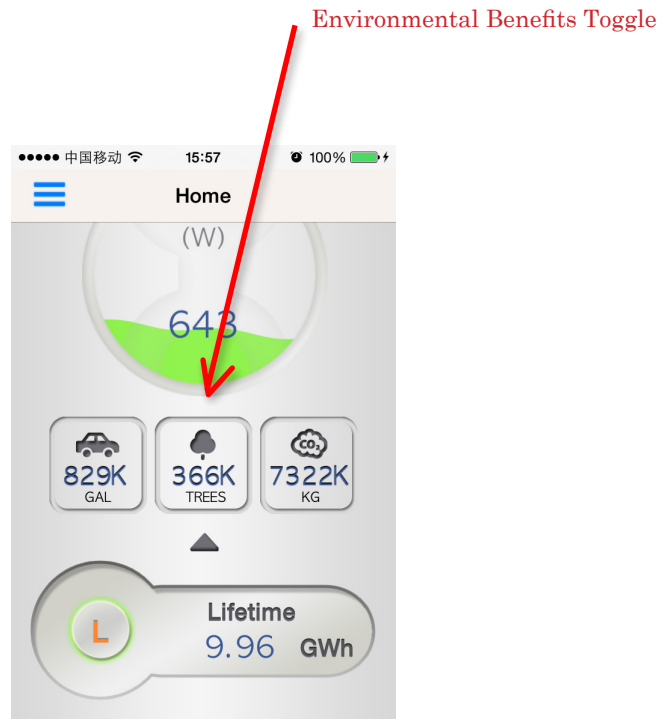 Environmental Benefits Toggle
中国移动 15:57 100%
Home
(W)
643
829K 366K 7322K
GAL TREES KG
CO2
L
Lifetime
9.96 GWh